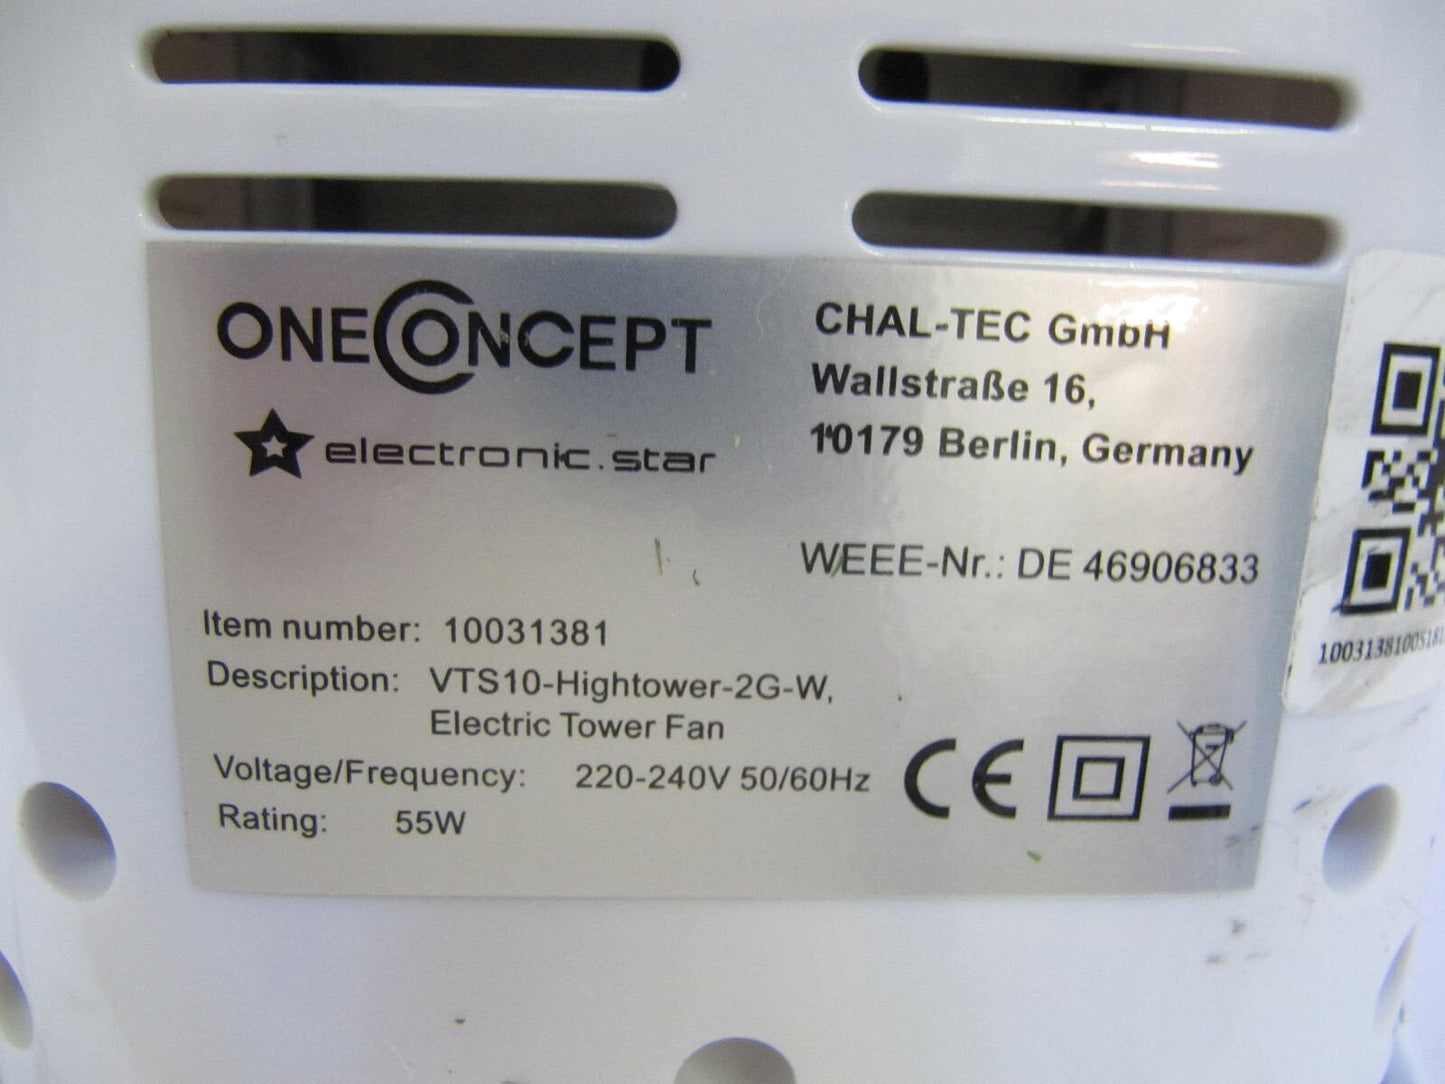 ONECONCEPT
electronic.star
CHAL-TEC GmbH
Wallstraße 16,
10179 Berlin, Germany
WEEE-Nr.: DE 46906833
Item number: 10031381
Description: VTS10-Hightower-2G-W,
Electric Tower Fan
Voltage/Frequency: 220-240V 50/60Hz
Rating: 55W
CE